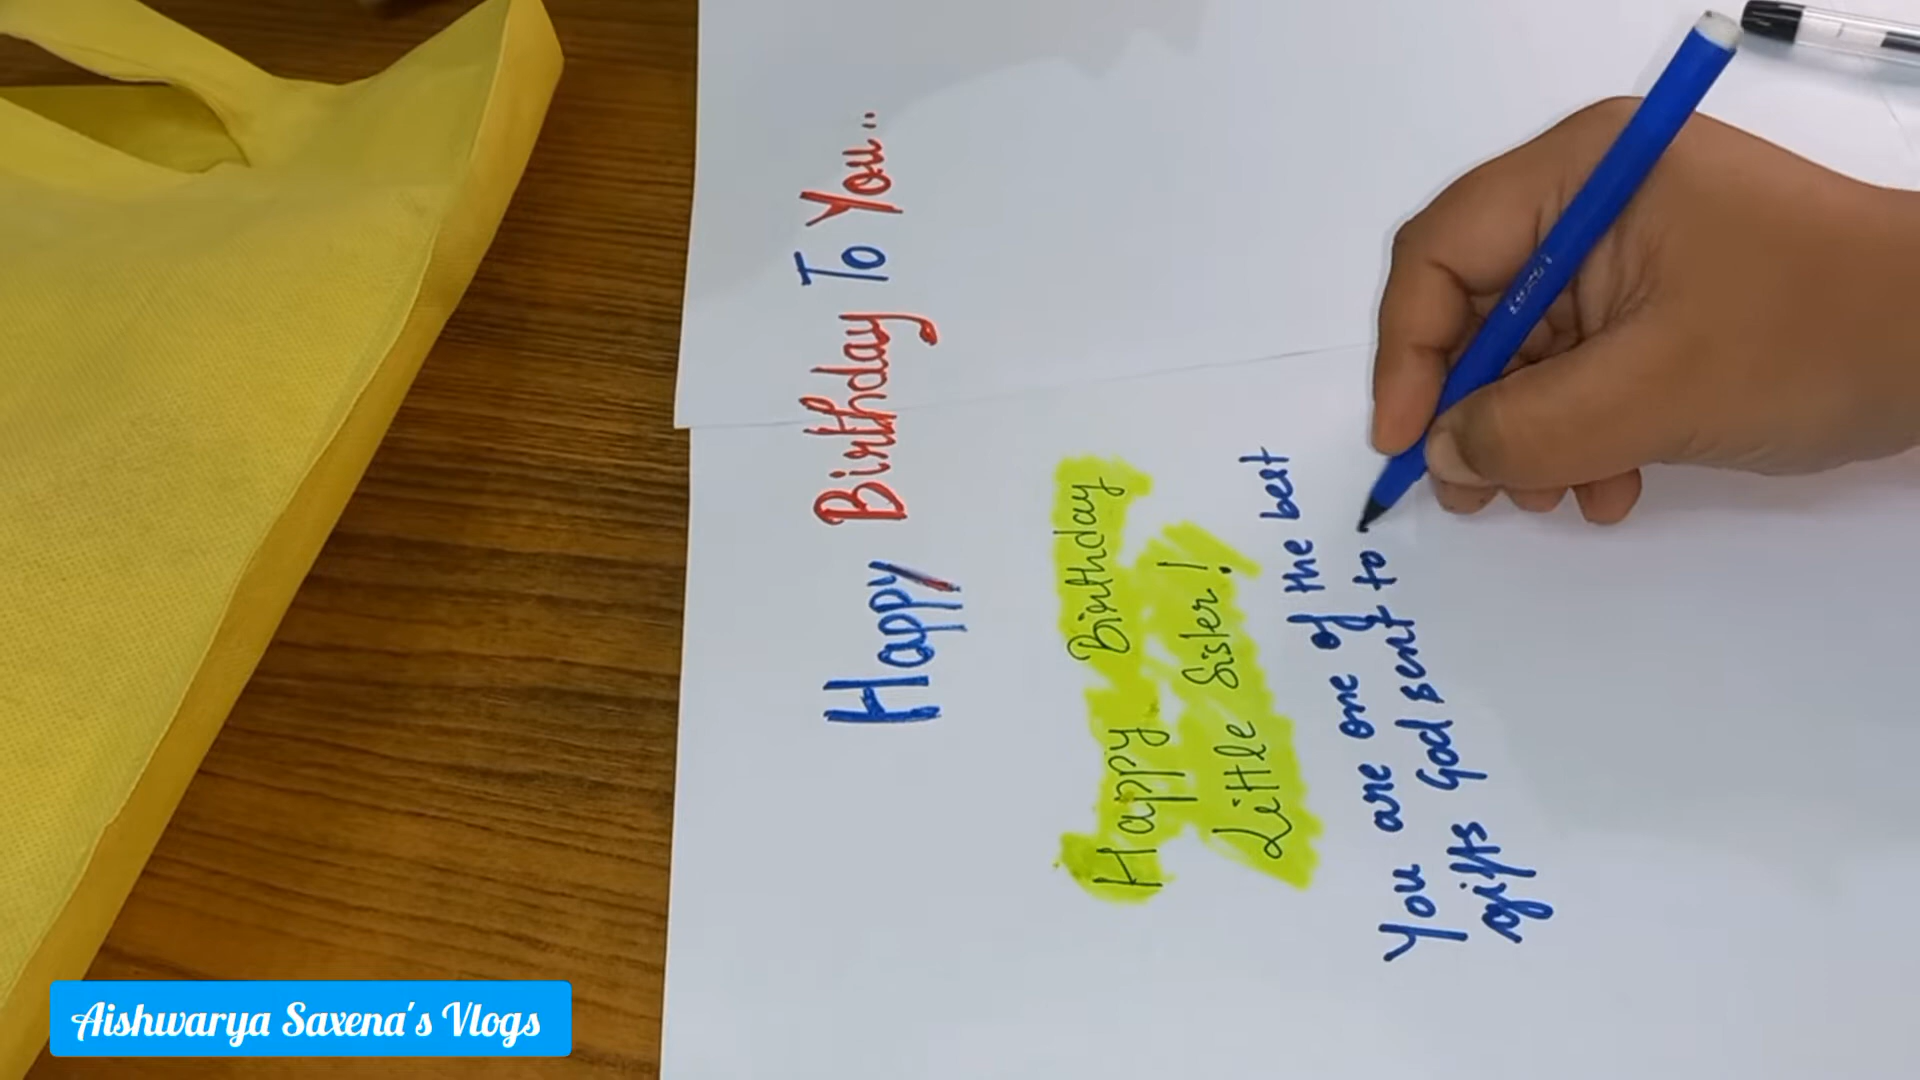 Happy Birthday To You..
Happy Birthday
Little Sister!
You are one of the best
gifts God sent to
Aishwarya Saxena's Vlogs